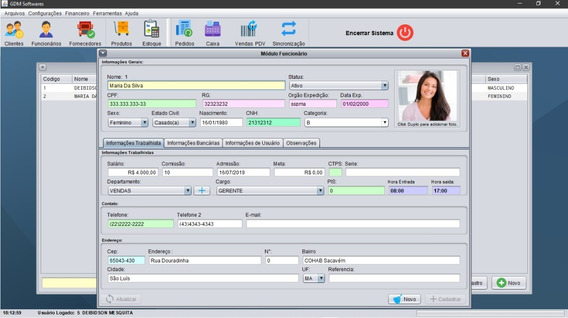 GDM Softwares
Arquivos Configurações Financeiro Ferramentas Ajuda
Clientes Funcionários Fornecedores Produtos Estoque Pedidos Caixa Vendas PDV Sincronização Encerrar Sistema
Módulo Funcionário
Informações Gerais:
Codigo Nome Sexo
1 DEIBIDSO MASCULINO
2 MARIA DA FEMININO
Nome: 1 Status:
Maria Da Silva Ativo
CPF: RG: Orgão Expedição: Data Exp.
333.333.333-33 32323232 sspma 01/02/2000
Sexo: Estado Civil: Nascimento: CNH: Categoria:
Feminino Casado(a) 16/01/1980 21312312 B
Click Duplo para adicionar foto
Informações Trabalhista Informações Bancárias Informações de Usuário Observações
Informações Trabalhistas
Salário: Comissão: Admissão: Meta: CTPS: Serie:
R$ 4.000,00 10 16/07/2019 R$ 0,00
Departamento: Cargo: PIS: Hora Entrada Hora saída:
VENDAS GERENTE 0 08:00 17:00
Contato:
Telefone: Telefone 2 E-mail:
(22)2222-2222 (43)4343-4343
Endereço:
Cep: Endereço : N°: Bairro
65043-430 Rua Douradinha 0 COHAB Sacavém
Cidade: UF: Referencia:
São Luís MA
Atualizar Novo Cadastrar
Novo
18:12:59 Usuário Logado: 5 DEIBIDSON MESQUITA